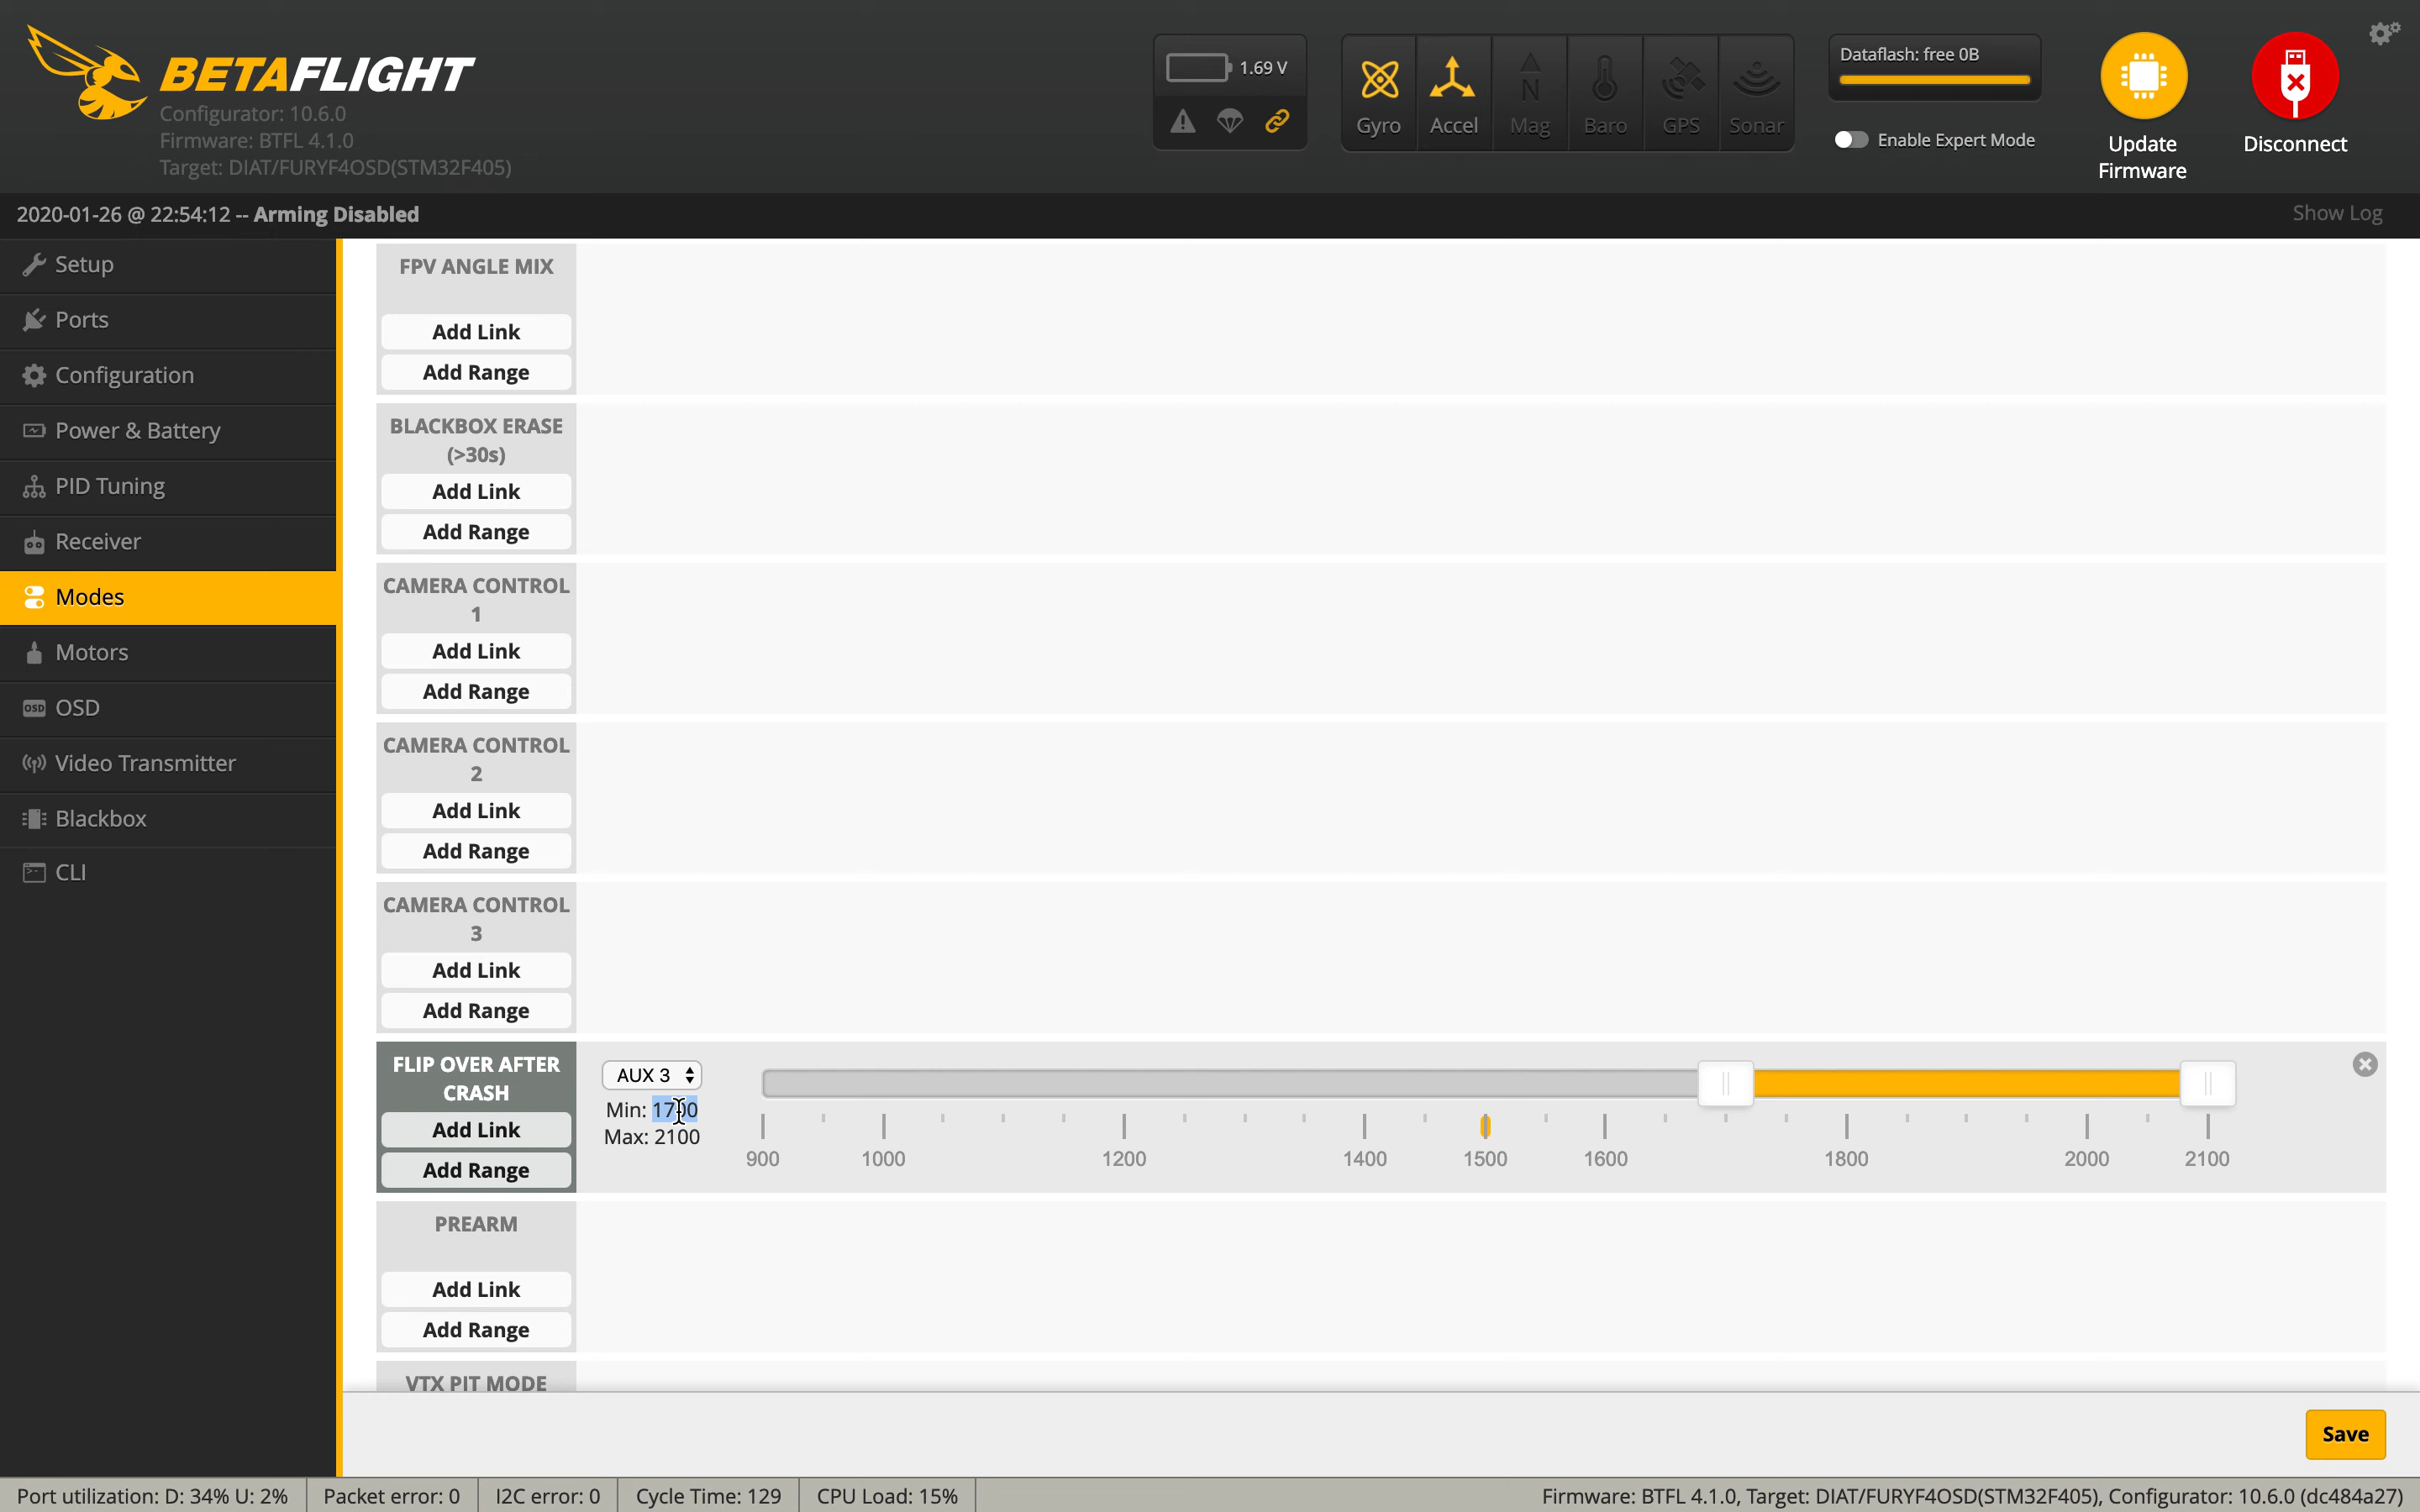 BETAFLIGHT
Configurator: 10.6.0
Firmware: BTFL 4.1.0
Target: DIAT/FURYF4OSD(STM32F405)
1.69 V
Gyro
Accel
Mag
N
Baro
GPS
Sonar
Dataflash: free 0B
Enable Expert Mode
Update
Firmware
Disconnect
2020-01-26 @ 22:54:12 -- Arming Disabled
Show Log
Setup
Ports
Configuration
Power & Battery
PID Tuning
Receiver
Modes
Motors
OSD OSD
Video Transmitter
Blackbox
CLI
FPV ANGLE MIX
Add Link
Add Range
BLACKBOX ERASE
(>30s)
Add Link
Add Range
CAMERA CONTROL
1
Add Link
Add Range
CAMERA CONTROL
2
Add Link
Add Range
CAMERA CONTROL
3
Add Link
Add Range
FLIP OVER AFTER
CRASH
Add Link
Add Range
AUX 3
Min: 1700
Max: 2100
900 1000 1200 1400 1500 1600 1800 2000 2100
PREARM
Add Link
Add Range
VTX PIT MODE
Save
Port utilization: D: 34% U: 2%
Packet error: 0
I2C error: 0
Cycle Time: 129
CPU Load: 15%
Firmware: BTFL 4.1.0, Target: DIAT/FURYF4OSD(STM32F405), Configurator: 10.6.0 (dc484a27)